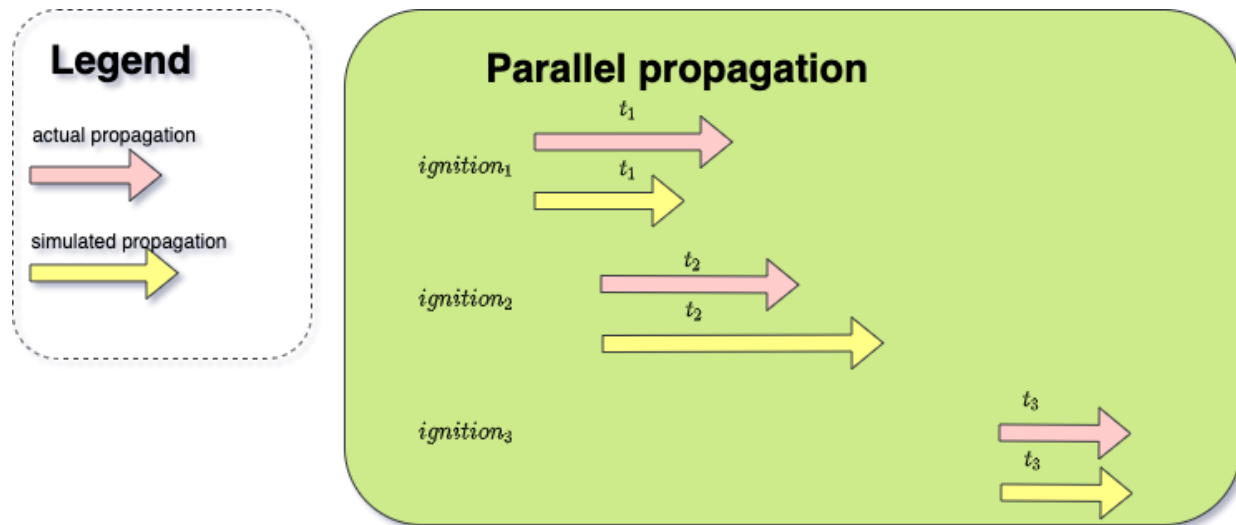 Legend
actual propagation
simulated propagation
Parallel propagation
t₁
ignition₁
t₁
t₂
ignition₂
t₂
t₃
ignition₃
t₃